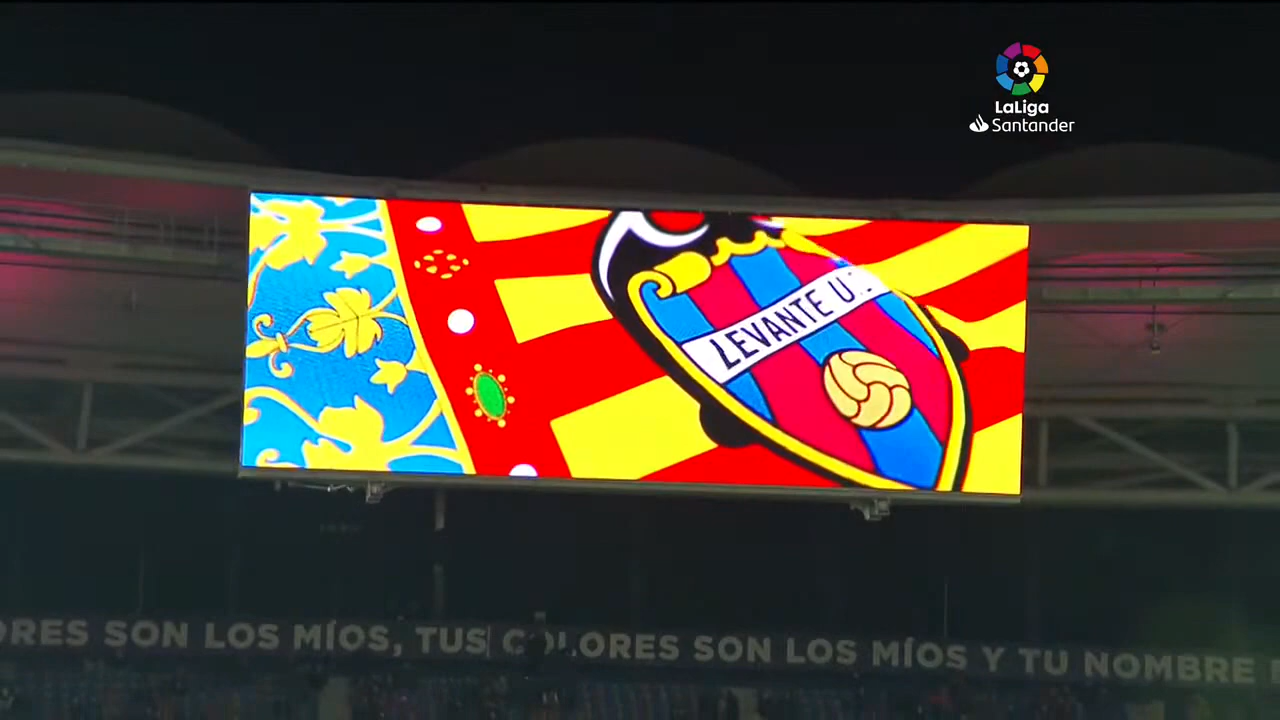 LaLiga
Santander
LEVANTE U.
ORES SON LOS MÍOS, TUS COLORES SON LOS MÍOS Y TU NOMBRE